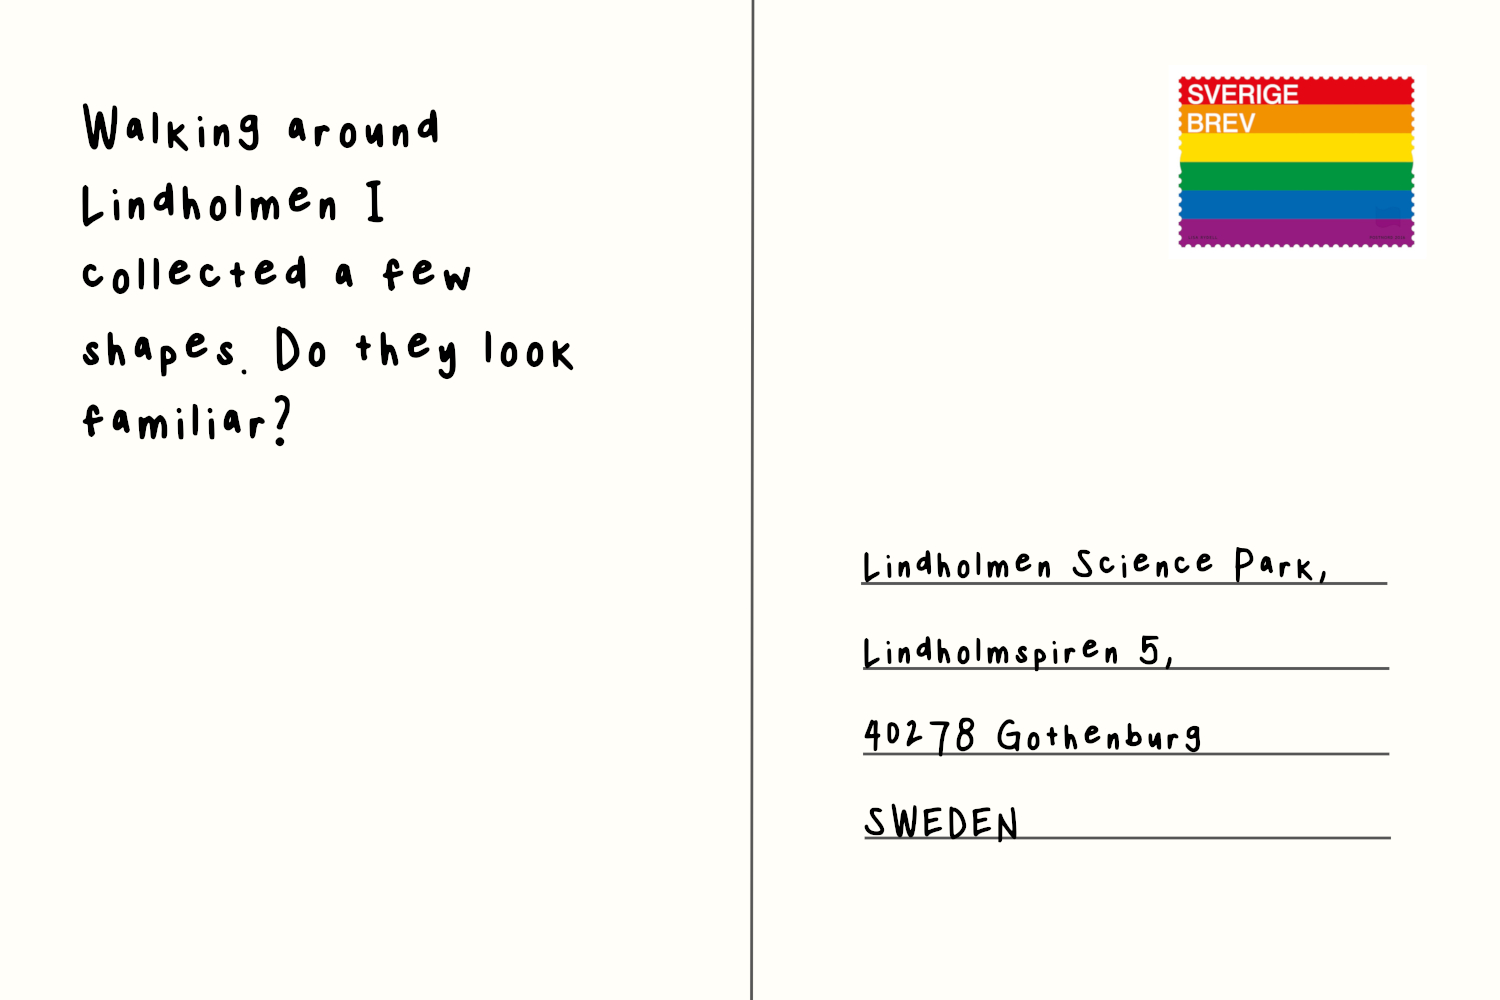 Walking around
Lindholmen I
collected a few
shapes. Do they look
familiar?
SVERIGE
BREV
Lindholmen Science Park,
Lindholmspiren 5,
40278 Gothenburg
SWEDEN